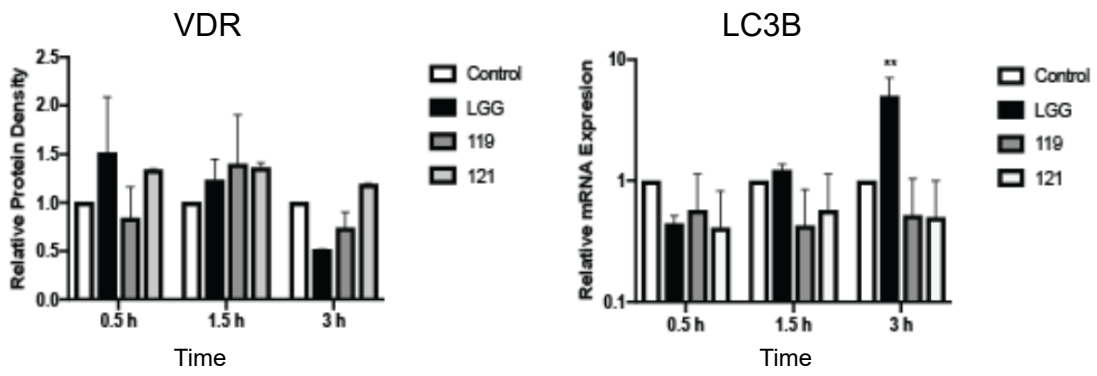 VDR
Relative Protein Density
2.5
2.0
1.5
1.0
0.5
0.0
0.5 h
1.5 h
3 h
Time
Control
LGG
119
121
LC3B
Relative mRNA Expresion
10
1
0.1
**
0.5 h
1.5 h
3 h
Time
Control
LGG
119
121